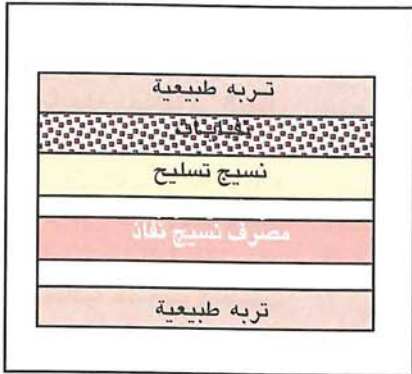 تربه طبيعية
نفايات
نسيج تسليح
مصرف نسيج نفاذ
تربه طبيعية